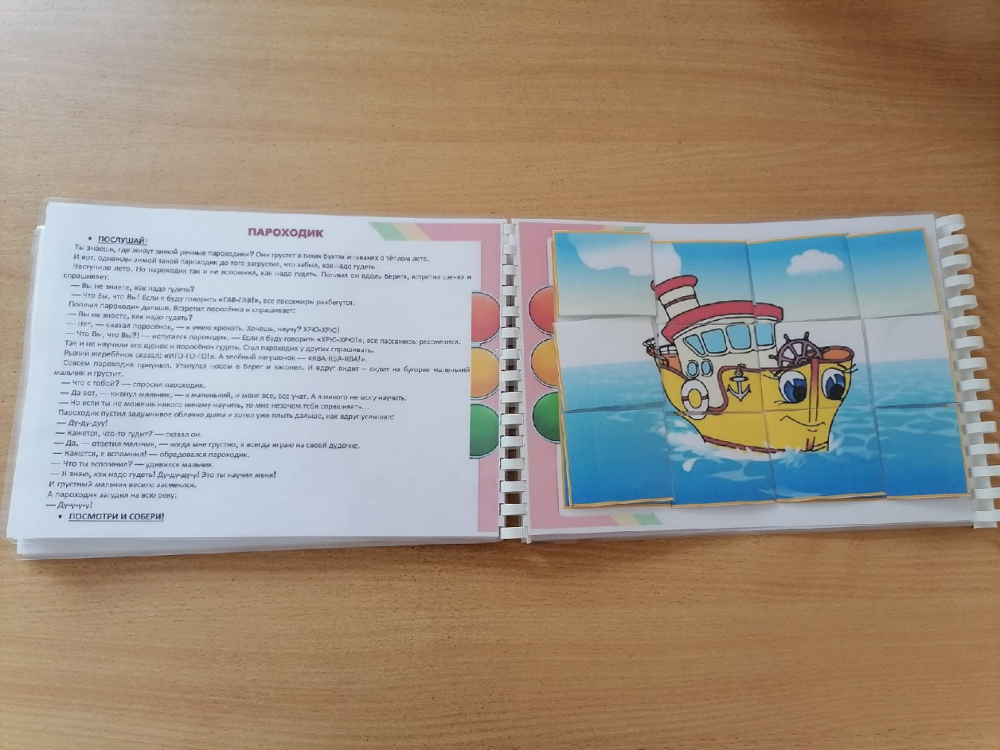 ПАРОХОДИК
• ПОСЛУШАЙ!
Ты знаешь, где живут зимой речные пароходики? Они грустят в тихих бухтах и гаванях о тёплом лете.
И вот, однажды зимой такой пароходик до того загрустил, что забыл, как надо гудеть.
Наступило лето. Но пароходик так и не вспомнил, как надо гудеть. Поплыл он вдоль берега, встретил щенка и
спрашивает:
— Вы не знаете, как надо гудеть?
— Что Вы, что Вы! Если я буду говорить «ГАВ-ГАВ!», все пассажиры разбегутся.
Поплыл пароходик дальше. Встретил поросёнка и спрашивает:
— Вы не знаете, как надо гудеть?
— Нет, — сказал поросёнок, — я умею хрюкать. Хочешь, научу? ХРЮ-ХРЮ!
— Что Вы, что Вы?! — испугался пароходик. — Если я буду говорить «ХРЮ-ХРЮ!», все пассажиры рассмеются.
Так и не научили его щенок и поросёнок гудеть. Стал пароходик у других спрашивать.
Рыжий жеребёнок сказал: «ИГО-ГО-ГО!». А зелёный лягушонок — «КВА-КВА-КВА!».
Совсем пароходик приуныл. Уткнулся носом в берег и засопел. И вдруг видит – сидит на бугорке маленький
мальчик и грустит.
— Что с тобой? — спросил пароходик.
— Да вот, — кивнул мальчик, — я маленький, и меня все, все учат. А я никого не могу научить.
— Но если ты не можешь никого ничему научить, то мне незачем тебя спрашивать...
Пароходик пустил задумчивое облачко дыма и хотел уже плыть дальше, как вдруг услышал:
— Ду-ду-дуу!
— Кажется, что-то гудит? — сказал он.
— Да, — ответил мальчик, — когда мне грустно, я всегда играю на своей дудочке.
— Кажется, я вспомнил! — обрадовался пароходик.
— Что ты вспомнил? — удивился мальчик.
— Я знаю, как надо гудеть! Ду-ду-ду-у! Это ты научил меня!
И грустный мальчик весело засмеялся.
А пароходик загудел на всю реку:
— Ду-у-у-у!
• ПОСМОТРИ И СОБЕРИ!